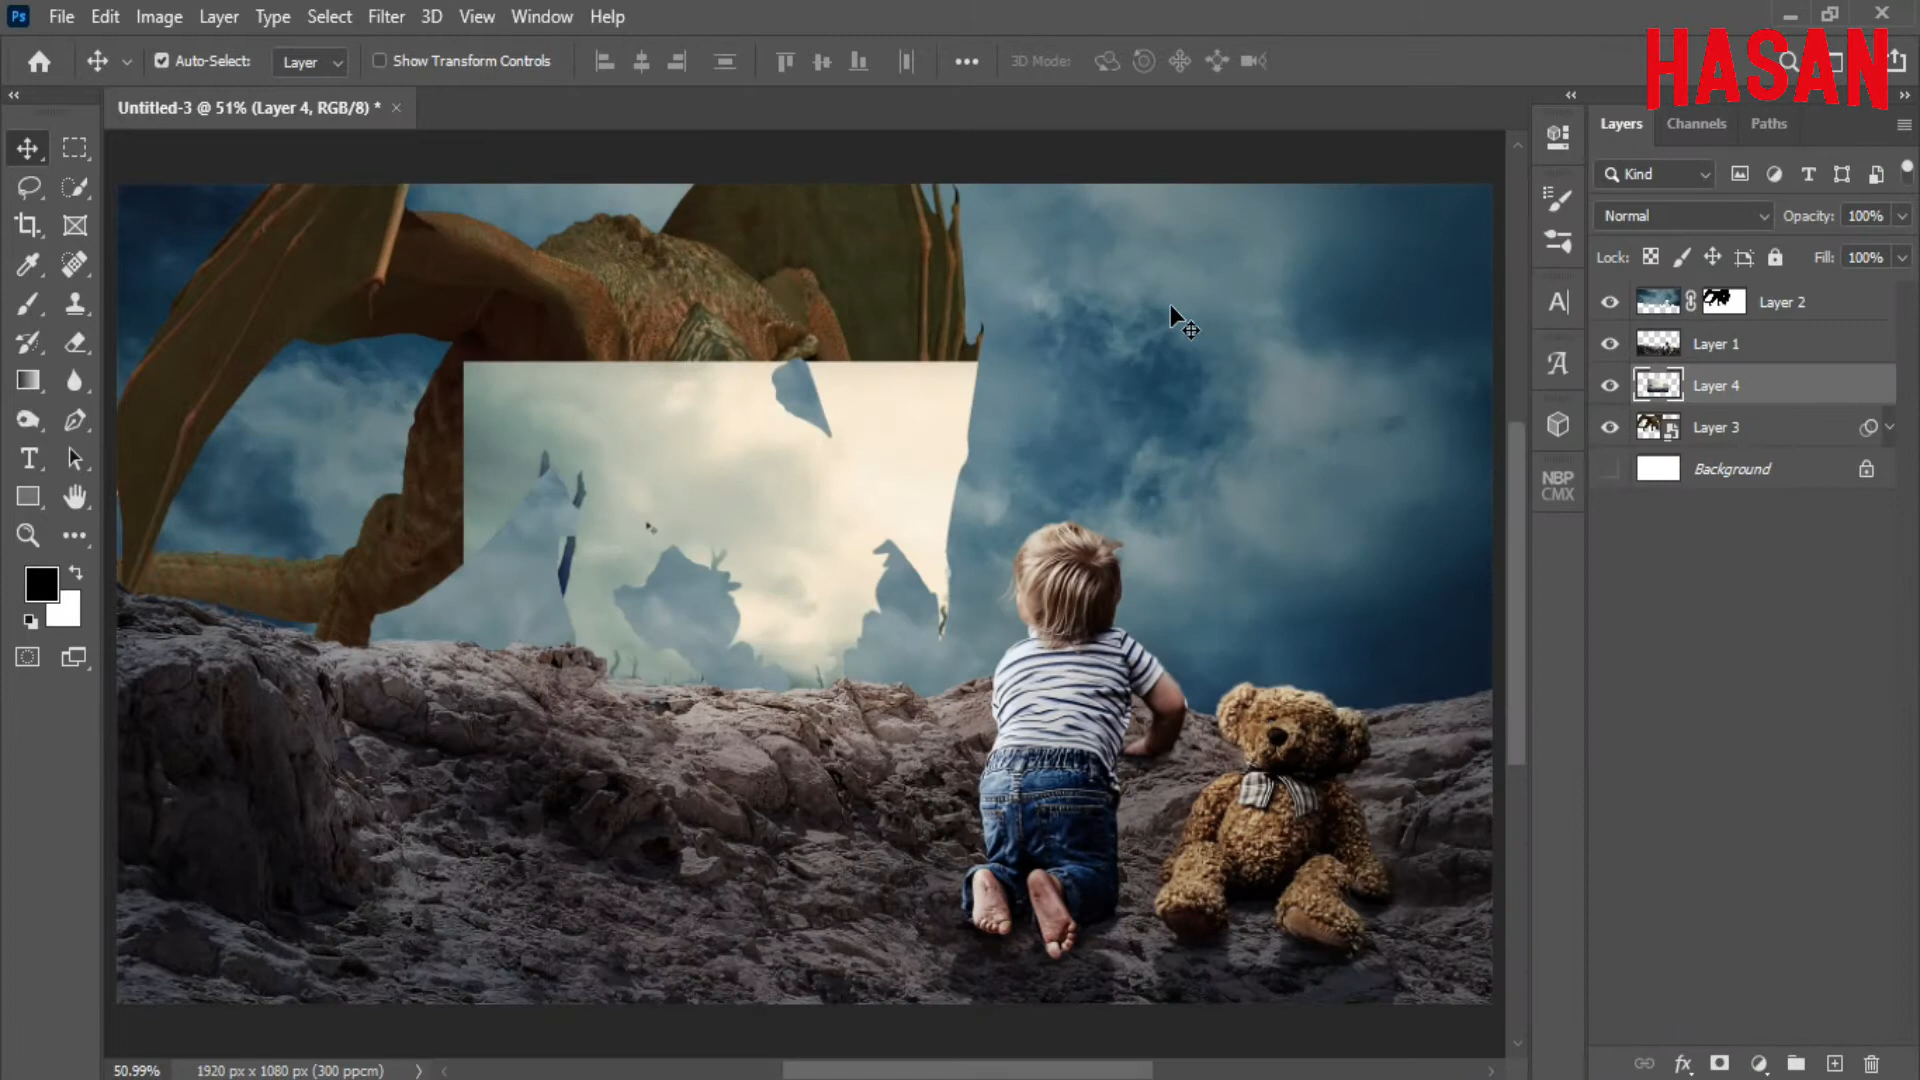 Ps File Edit Image Layer Type Select Filter 3D View Window Help
Auto-Select: Layer Show Transform Controls 3D Mode:
HASAN
Untitled-3 @ 51% (Layer 4, RGB/8) *
Layers Channels Paths
Kind
Normal Opacity: 100%
Lock: Fill: 100%
Layer 2
Layer 1
Layer 4
Layer 3
Background
NBP
CMX
50.99% 1920 px x 1080 px (300 ppcm)